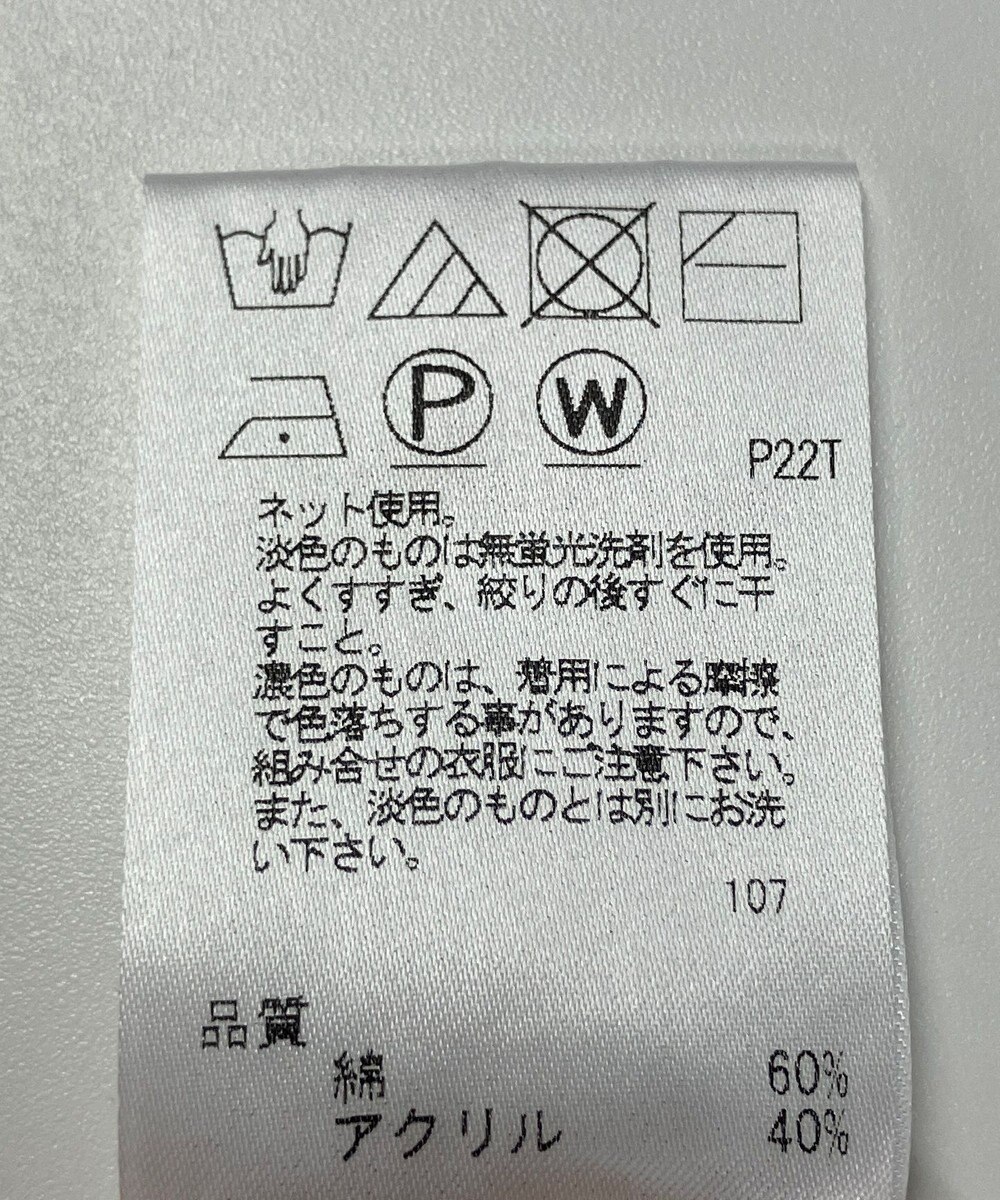 P W
P22T
ネット使用。
淡色のものは無蛍光洗剤を使用。
よくすすぎ、絞りの後すぐに干
すこと。
濃色のものは、着用による摩擦
で色落ちする事がありますので、
組み合せの衣服にご注意下さい。
また、淡色のものとは別にお洗
い下さい。
107
品質
綿 60%
アクリル 40%